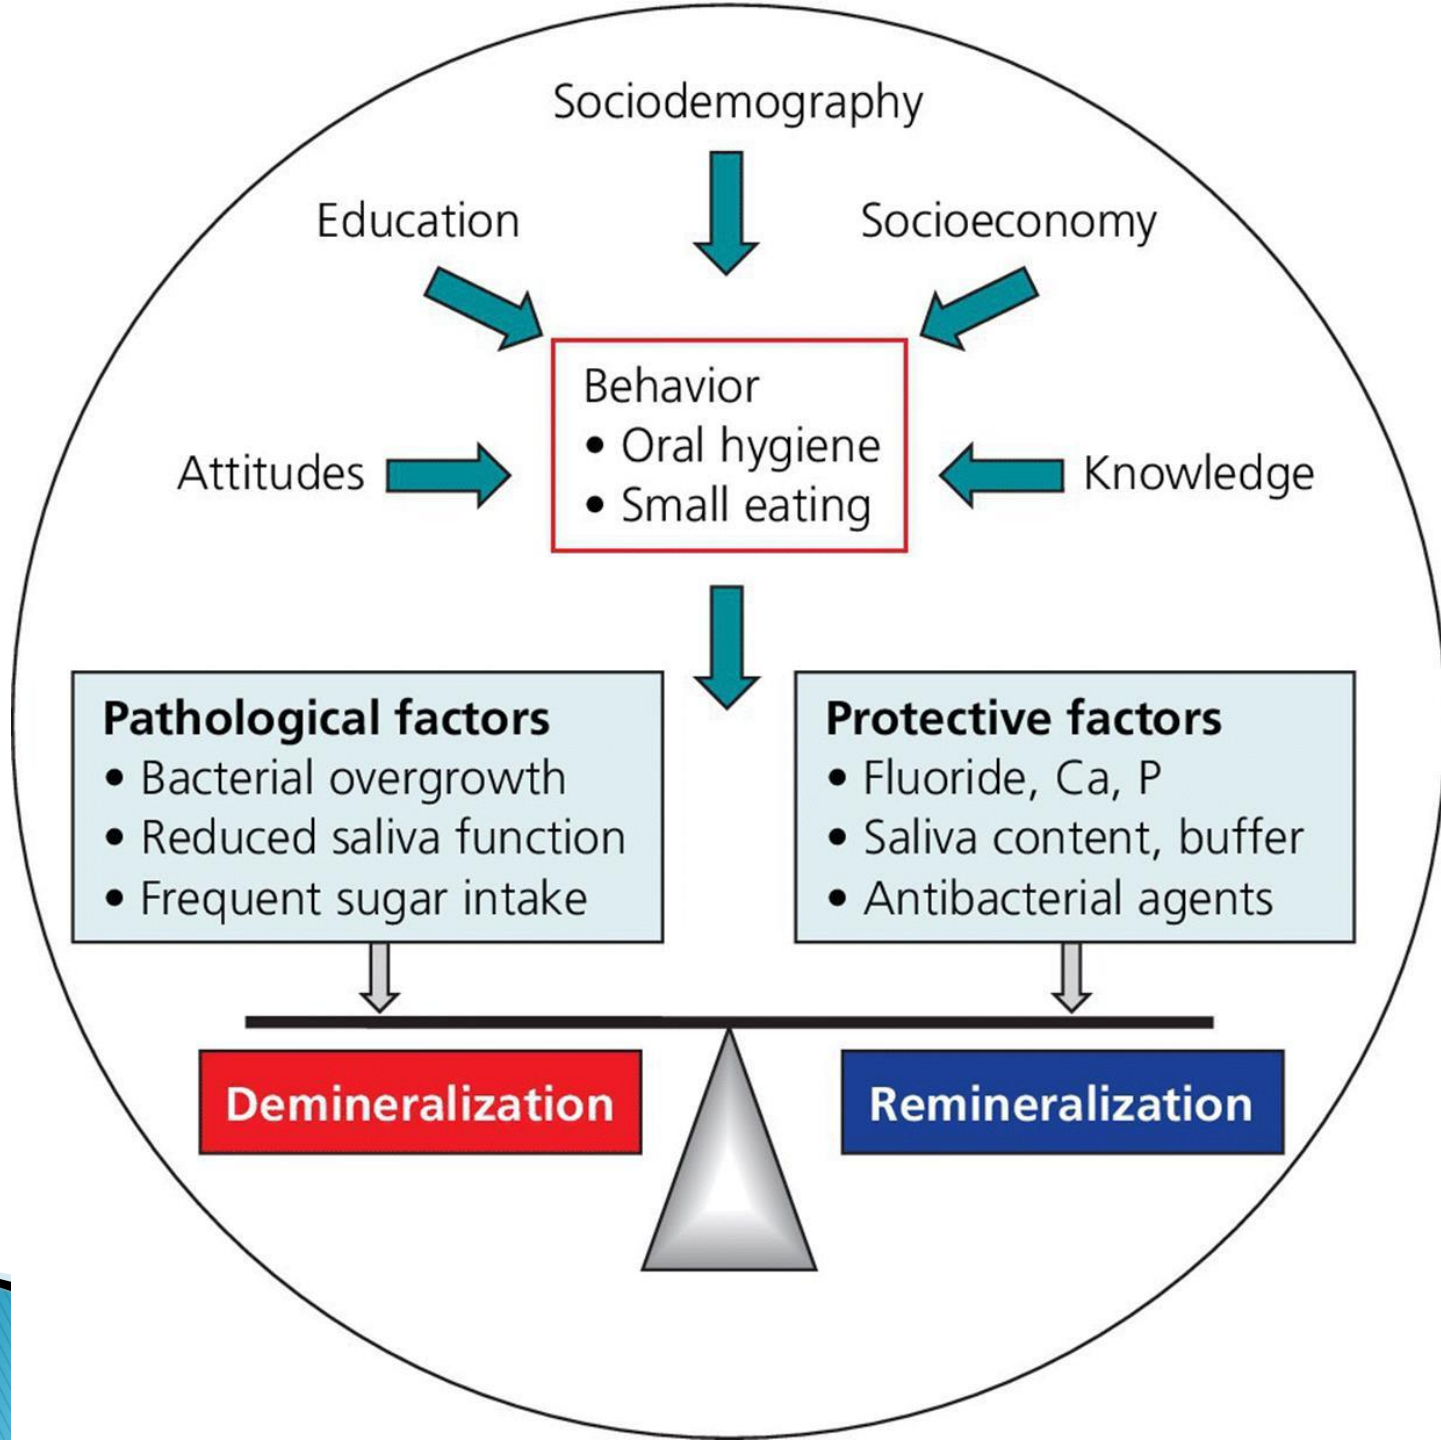 Sociodemography
Education
Socioeconomy
Behavior
• Oral hygiene
• Small eating
Attitudes
Knowledge
Pathological factors
• Bacterial overgrowth
• Reduced saliva function
• Frequent sugar intake
Protective factors
• Fluoride, Ca, P
• Saliva content, buffer
• Antibacterial agents
Demineralization
Remineralization